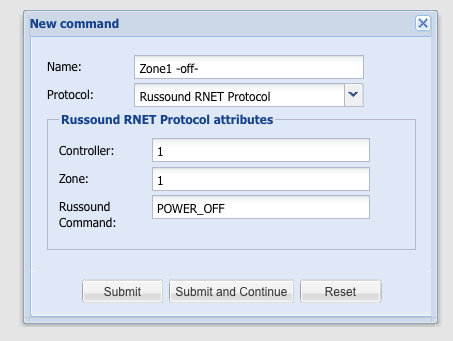 New command
Name: Zone1 -off-
Protocol: Russound RNET Protocol
Russound RNET Protocol attributes
Controller: 1
Zone: 1
Russound Command: POWER_OFF
Submit Submit and Continue Reset